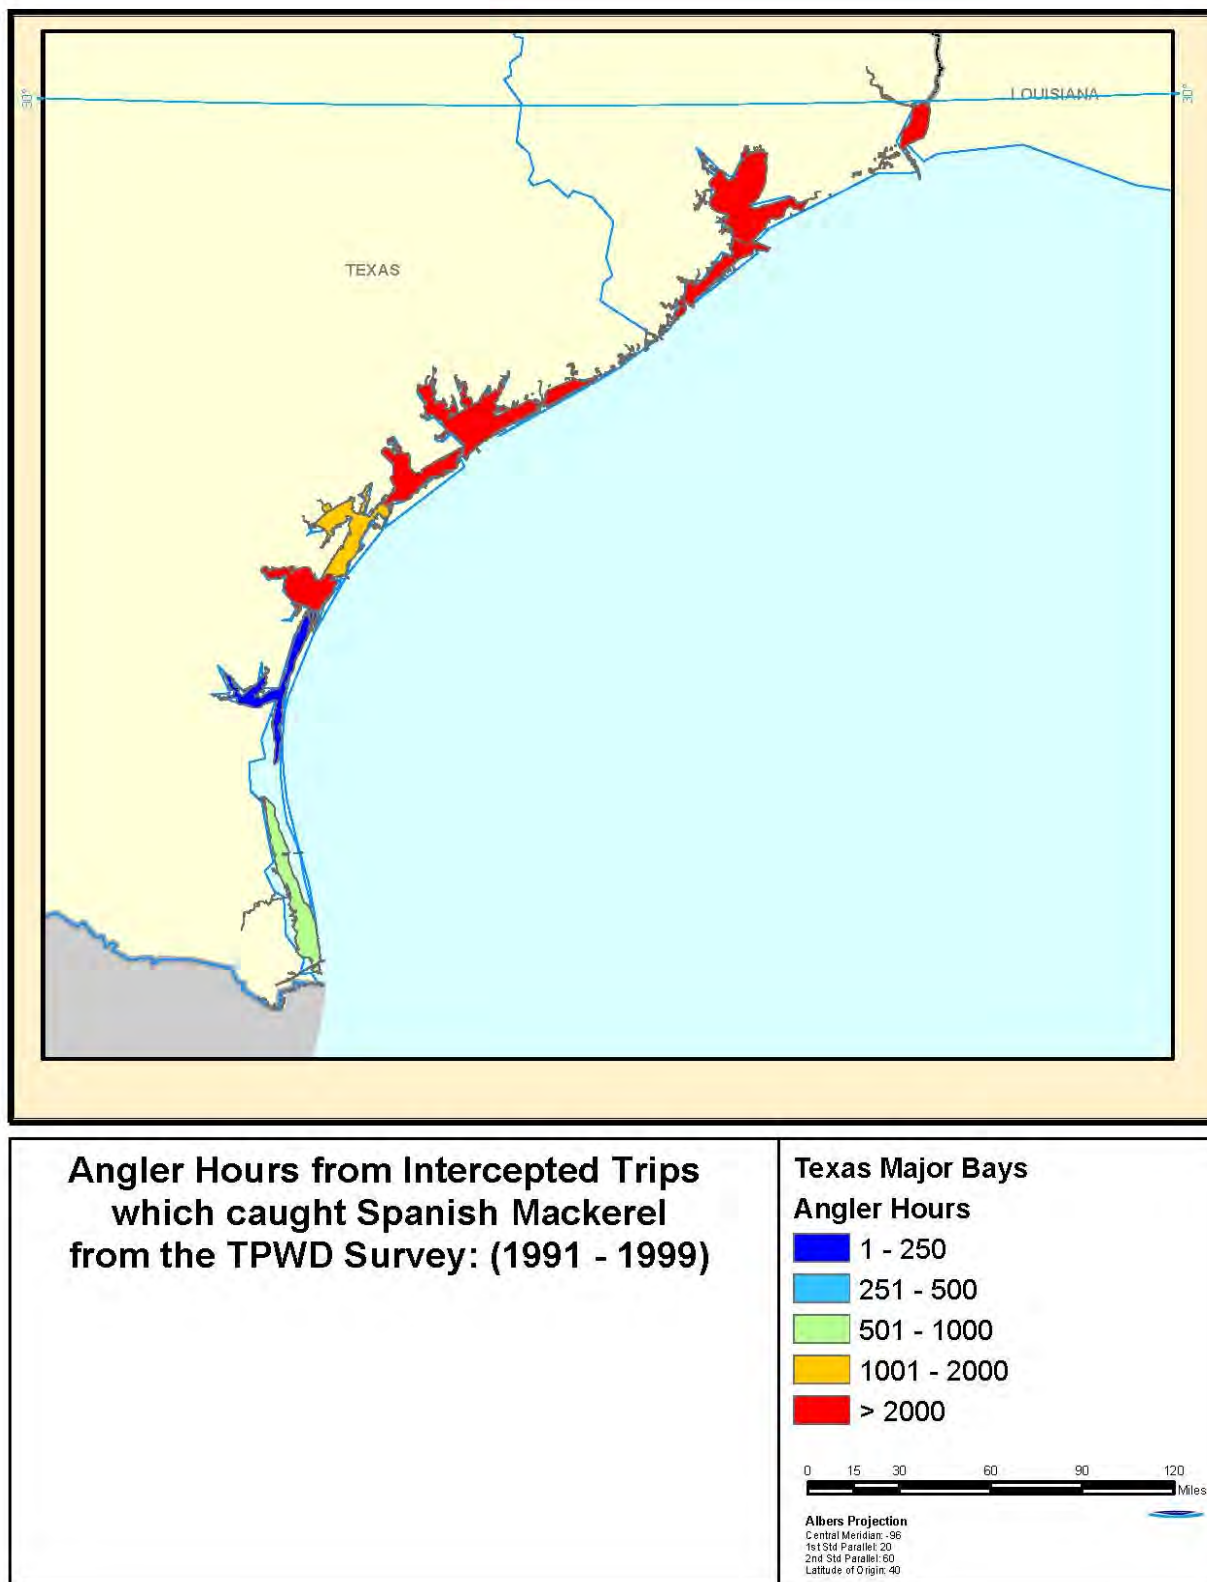 30°
LOUISIANA
30°
TEXAS
Angler Hours from Intercepted Trips
which caught Spanish Mackerel
from the TPWD Survey: (1991 - 1999)
Texas Major Bays
Angler Hours
1 - 250
251 - 500
501 - 1000
1001 - 2000
> 2000
0 15 30 60 90 120
Miles
Albers Projection
Central Meridian: -96
1st Std Parallel: 20
2nd Std Parallel: 60
Latitude of Origin: 40